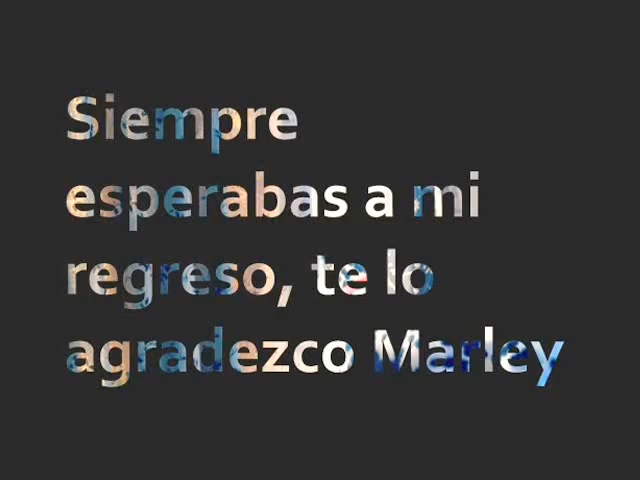 Siempre
esperabas a mi
regreso, te lo
agradezco Marley